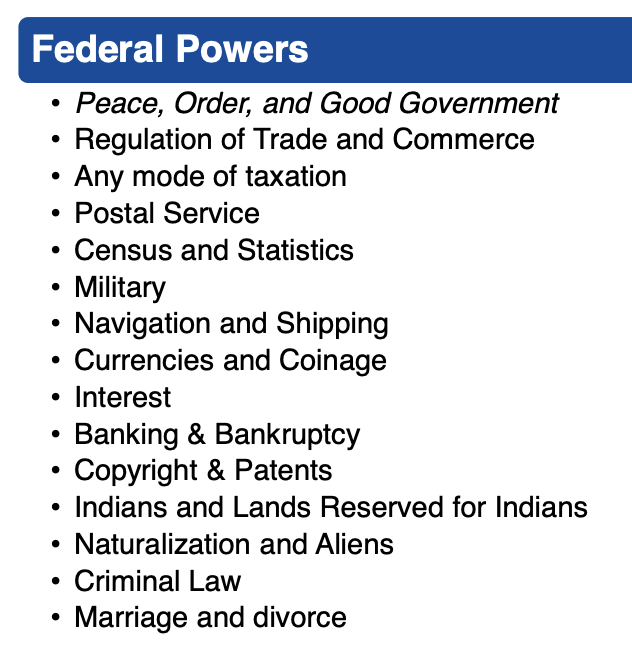 Federal Powers
• Peace, Order, and Good Government
• Regulation of Trade and Commerce
• Any mode of taxation
• Postal Service
• Census and Statistics
• Military
• Navigation and Shipping
• Currencies and Coinage
• Interest
• Banking & Bankruptcy
• Copyright & Patents
• Indians and Lands Reserved for Indians
• Naturalization and Aliens
• Criminal Law
• Marriage and divorce